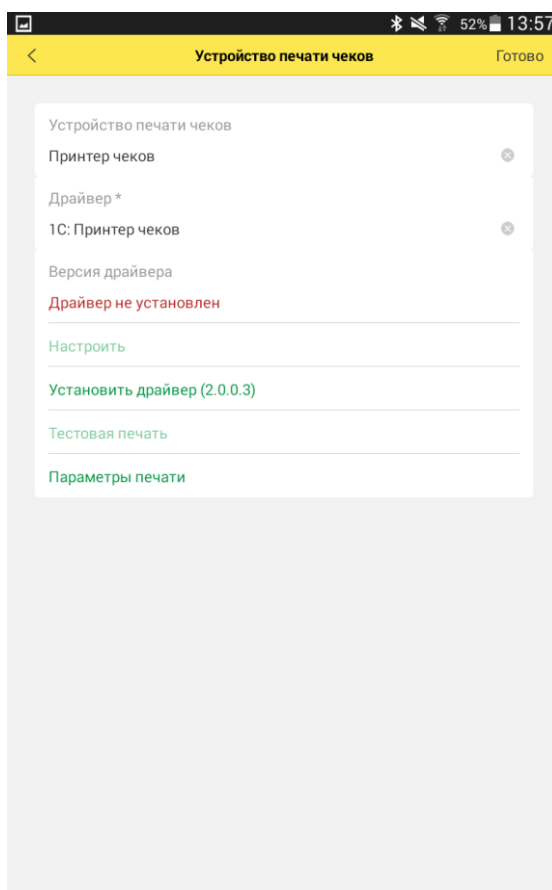 52% 13:57
Устройство печати чеков Готово
Устройство печати чеков
Принтер чеков
Драйвер *
1С: Принтер чеков
Версия драйвера
Драйвер не установлен
Настроить
Установить драйвер (2.0.0.3)
Тестовая печать
Параметры печати